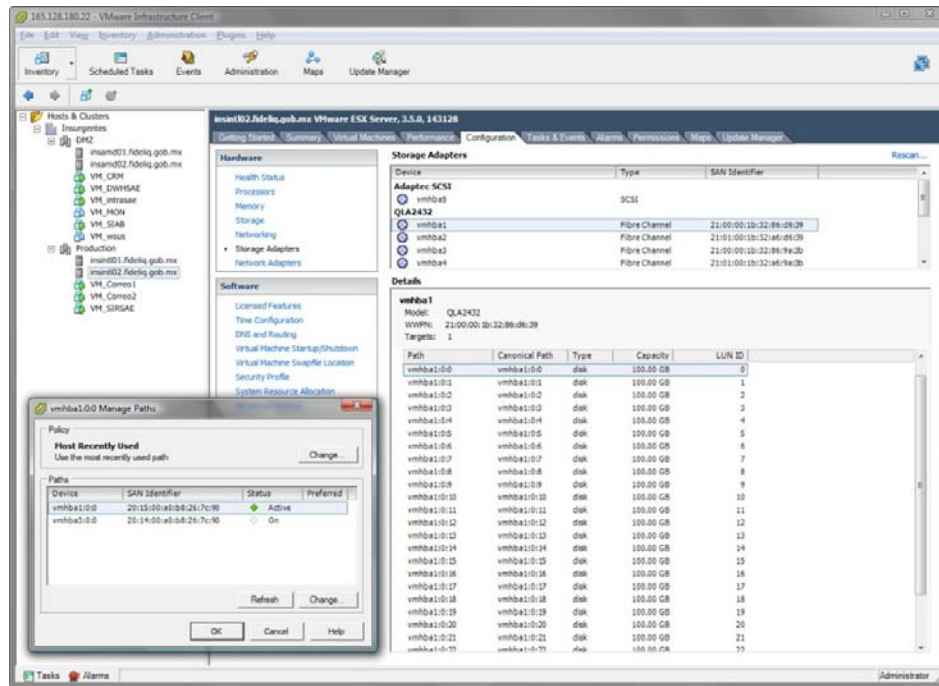 165.128.180.22 - VMware Infrastructure Client
File Edit View Inventory Administration Plugins Help
Inventory Scheduled Tasks Events Administration Maps Update Manager
Hosts & Clusters
Insurgentes
DMZ
insamd01.fideliq.gob.mx
insamd02.fideliq.gob.mx
VM_CRM
VM_DWHSAE
VM_intrasae
VM_MON
VM_SIAB
VM_wsus
Production
insintl01.fideliq.gob.mx
insintl02.fideliq.gob.mx
VM_Correo1
VM_Correo2
VM_SIRSAE
insintl02.fideliq.gob.mx VMware ESX Server, 3.5.0, 143128
Getting Started Summary Virtual Machines Performance Configuration Tasks & Events Alarms Permissions Maps Update Manager
Hardware
Health Status
Processors
Memory
Storage
Networking
Storage Adapters
Network Adapters
Software
Licensed Features
Time Configuration
DNS and Routing
Virtual Machine Startup/Shutdown
Virtual Machine Swapfile Location
Security Profile
System Resource Allocation
Storage Adapters Rescan...
Device Type SAN Identifier
Adaptec SCSI
vmhba5 SCSI
QLA2432
vmhba1 Fibre Channel 21:00:00:1b:32:86:d6:39
vmhba2 Fibre Channel 21:01:00:1b:32:a6:d6:39
vmhba3 Fibre Channel 21:00:00:1b:32:86:9a:3b
vmhba4 Fibre Channel 21:01:00:1b:32:a6:9a:3b
Details
vmhba1
Model: QLA2432
WWPN: 21:00:00:1b:32:86:d6:39
Targets: 1
Path Canonical Path Type Capacity LUN ID
vmhba1:0:0 vmhba1:0:0 disk 100.00 GB 0
vmhba1:0:1 vmhba1:0:1 disk 100.00 GB 1
vmhba1:0:2 vmhba1:0:2 disk 100.00 GB 2
vmhba1:0:3 vmhba1:0:3 disk 100.00 GB 3
vmhba1:0:4 vmhba1:0:4 disk 100.00 GB 4
vmhba1:0:5 vmhba1:0:5 disk 100.00 GB 5
vmhba1:0:6 vmhba1:0:6 disk 100.00 GB 6
vmhba1:0:7 vmhba1:0:7 disk 100.00 GB 7
vmhba1:0:8 vmhba1:0:8 disk 100.00 GB 8
vmhba1:0:9 vmhba1:0:9 disk 100.00 GB 9
vmhba1:0:10 vmhba1:0:10 disk 100.00 GB 10
vmhba1:0:11 vmhba1:0:11 disk 100.00 GB 11
vmhba1:0:12 vmhba1:0:12 disk 100.00 GB 12
vmhba1:0:13 vmhba1:0:13 disk 100.00 GB 13
vmhba1:0:14 vmhba1:0:14 disk 100.00 GB 14
vmhba1:0:15 vmhba1:0:15 disk 100.00 GB 15
vmhba1:0:16 vmhba1:0:16 disk 100.00 GB 16
vmhba1:0:17 vmhba1:0:17 disk 100.00 GB 17
vmhba1:0:18 vmhba1:0:18 disk 100.00 GB 18
vmhba1:0:19 vmhba1:0:19 disk 100.00 GB 19
vmhba1:0:20 vmhba1:0:20 disk 100.00 GB 20
vmhba1:0:21 vmhba1:0:21 disk 100.00 GB 21
vmhba1:0:22 vmhba1:0:22 disk 100.00 GB 22
vmhba1:0:0 Manage Paths
Policy
Most Recently Used
Use the most recently used path
Change...
Paths
Device SAN Identifier Status Preferred
vmhba1:0:0 20:15:00:a0:b8:26:7c:90 Active
vmhba3:0:0 20:14:00:a0:b8:26:7c:90 On
Refresh Change...
OK Cancel Help
Tasks Alarms Administrator